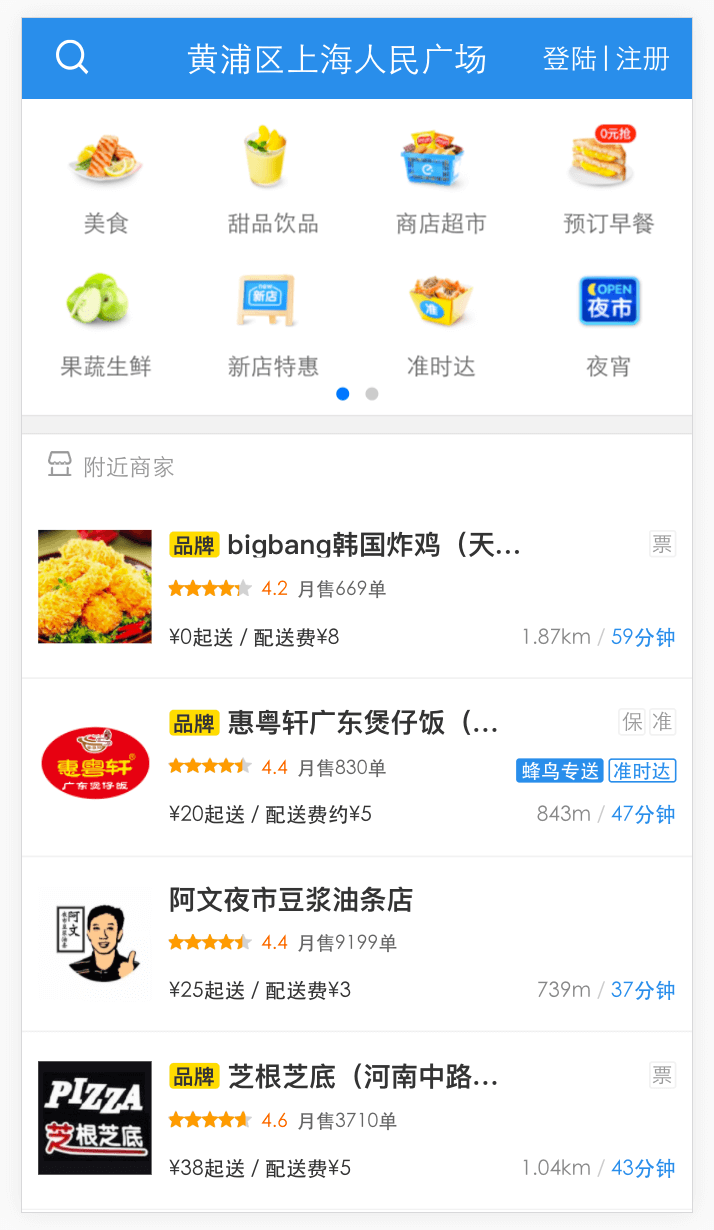 黄浦区上海人民广场
登陆|注册
0元抢
美食
甜品饮品
商店超市
预订早餐
new
新店
准
OPEN
夜市
果蔬生鲜
新店特惠
准时达
夜宵
附近商家
品牌 bigbang韩国炸鸡（天... 票
4.2 月售669单
¥0起送 / 配送费¥8 1.87km / 59分钟
惠粤轩
广东煲仔饭
品牌 惠粤轩广东煲仔饭（... 保 准
4.4 月售830单 蜂鸟专送 准时达
¥20起送 / 配送费约¥5 843m / 47分钟
阿文
夜市豆浆油条
阿文夜市豆浆油条店
4.4 月售9199单
¥25起送 / 配送费¥3 739m / 37分钟
PIZZA
芝根芝底
品牌 芝根芝底（河南中路... 票
4.6 月售3710单
¥38起送 / 配送费¥5 1.04km / 43分钟